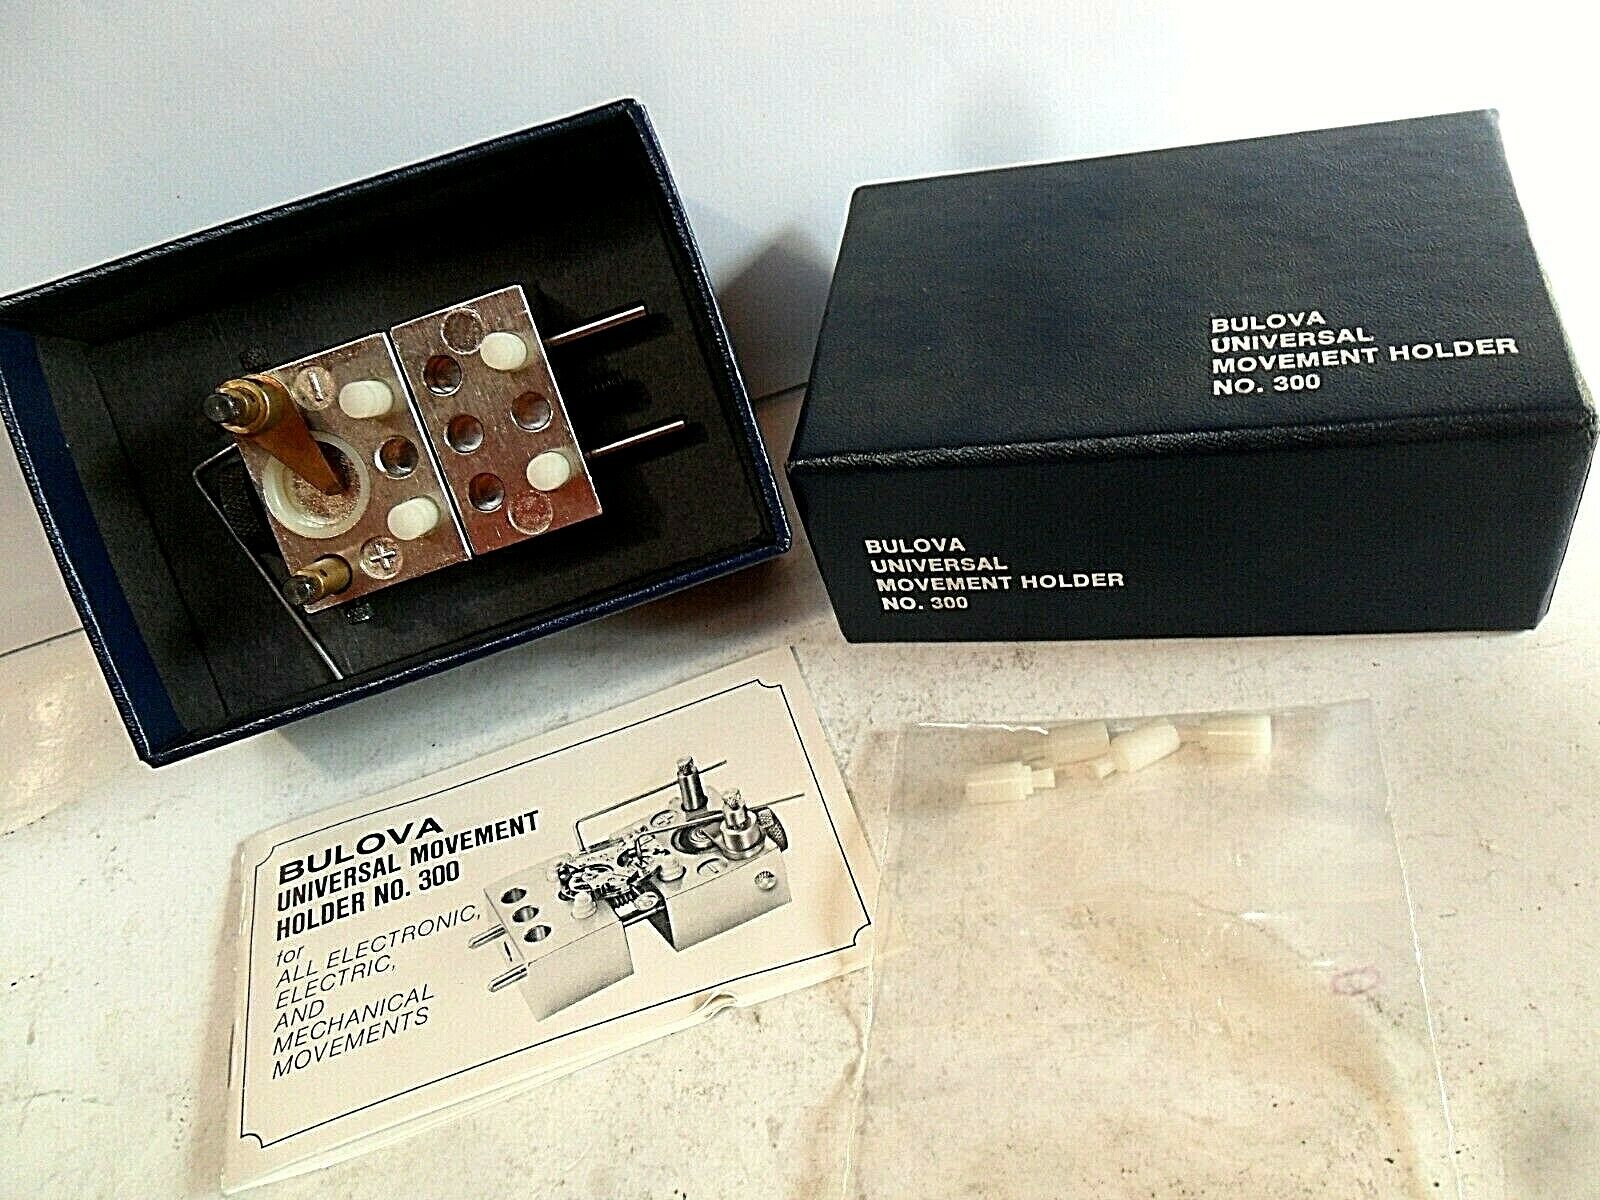 BULOVA
UNIVERSAL
MOVEMENT HOLDER
NO. 300
BULOVA
UNIVERSAL
MOVEMENT HOLDER
NO. 300
BULOVA
UNIVERSAL MOVEMENT
HOLDER NO. 300
for
ALL ELECTRONIC,
ELECTRIC,
AND
MECHANICAL
MOVEMENTS